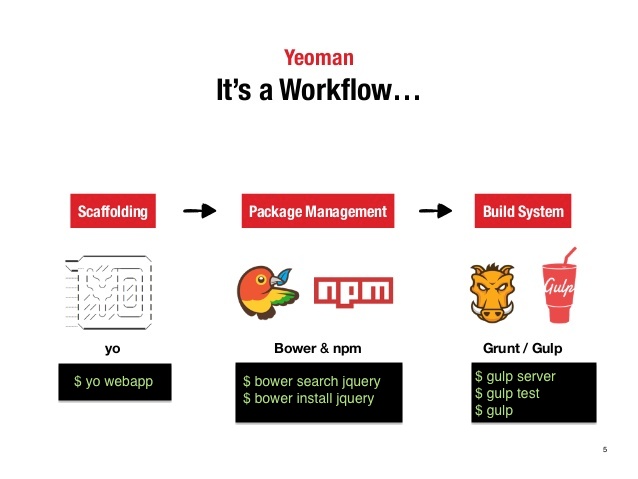 Yeoman
It’s a Workflow…
Scaffolding
Package Management
Build System
npm
Gulp
yo
Bower & npm
Grunt / Gulp
$ yo webapp
$ bower search jquery
$ bower install jquery
$ gulp server
$ gulp test
$ gulp
5